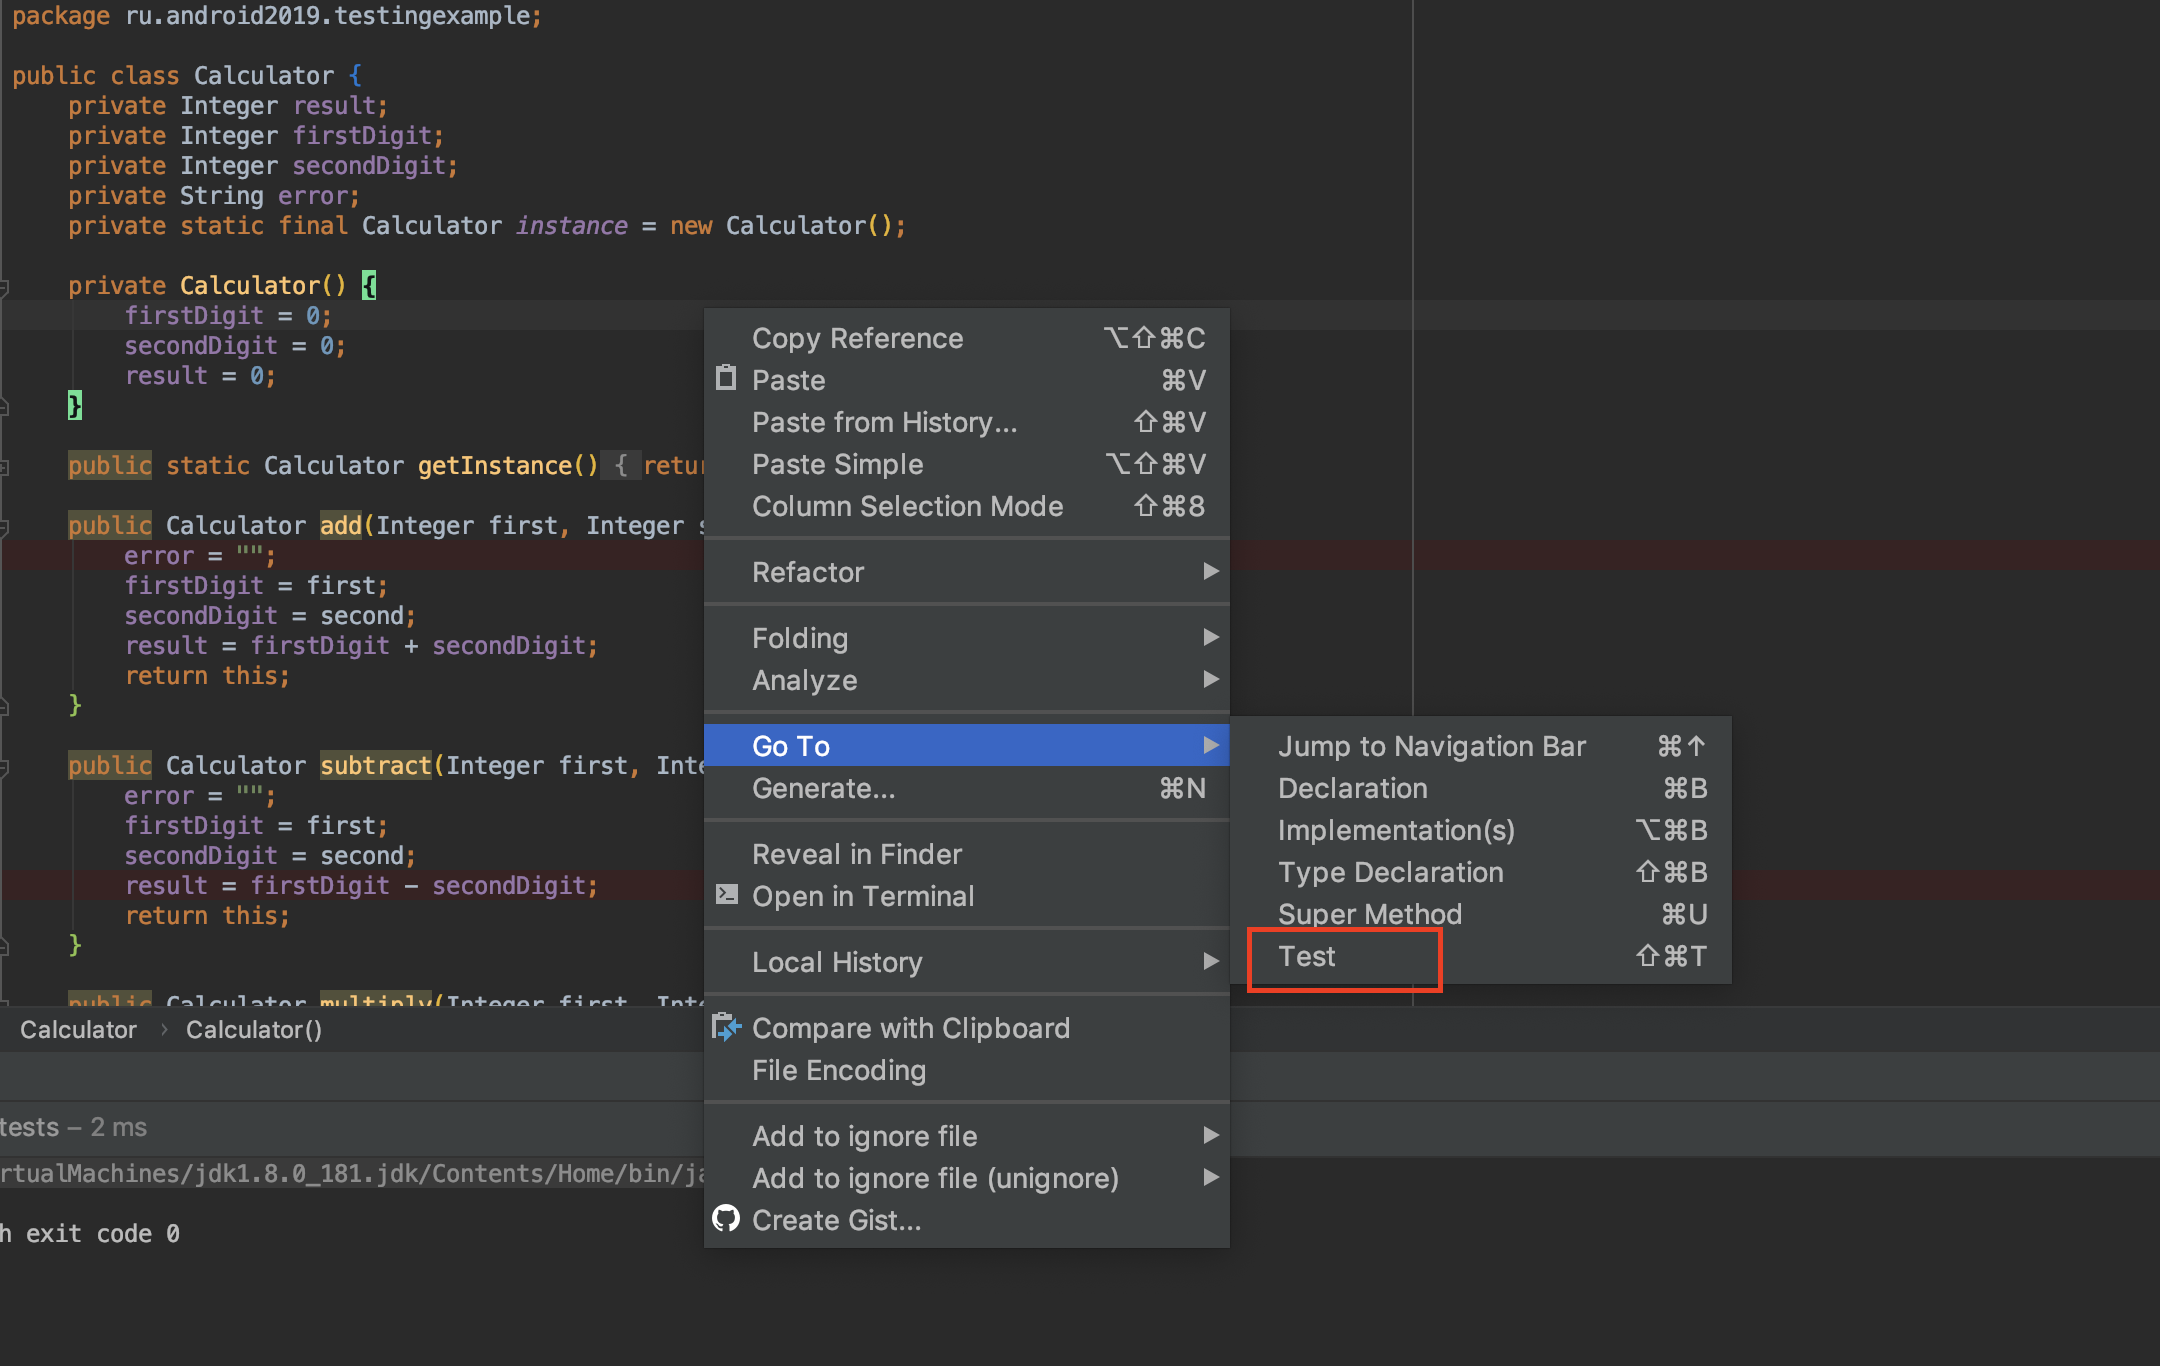 package ru.android2019.testingexample;
public class Calculator {
private Integer result;
private Integer firstDigit;
private Integer secondDigit;
private String error;
private static final Calculator instance = new Calculator();
private Calculator() {
firstDigit = 0;
secondDigit = 0;
result = 0;
}
public static Calculator getInstance() {
public Calculator add(Integer first, Integer
error = "";
firstDigit = first;
secondDigit = second;
result = firstDigit + secondDigit;
return this;
}
public Calculator subtract(Integer first,
error = "";
firstDigit = first;
secondDigit = second;
result = firstDigit - secondDigit;
return this;
}
public Calculator multiply(Integer first,
Calculator › Calculator()
tests – 2 ms
rtualMachines/jdk1.8.0_181.jdk/Contents/Home/bin/
h exit code 0
Copy Reference ⌥⇧⌘C
Paste ⌘V
Paste from History... ⇧⌘V
Paste Simple ⌥⇧⌘V
Column Selection Mode ⇧⌘8
Refactor
Folding
Analyze
Go To
Generate... ⌘N
Reveal in Finder
Open in Terminal
Local History
Compare with Clipboard
File Encoding
Add to ignore file
Add to ignore file (unignore)
Create Gist...
Jump to Navigation Bar ⌘↑
Declaration ⌘B
Implementation(s) ⌥⌘B
Type Declaration ⇧⌘B
Super Method ⌘U
Test ⇧⌘T